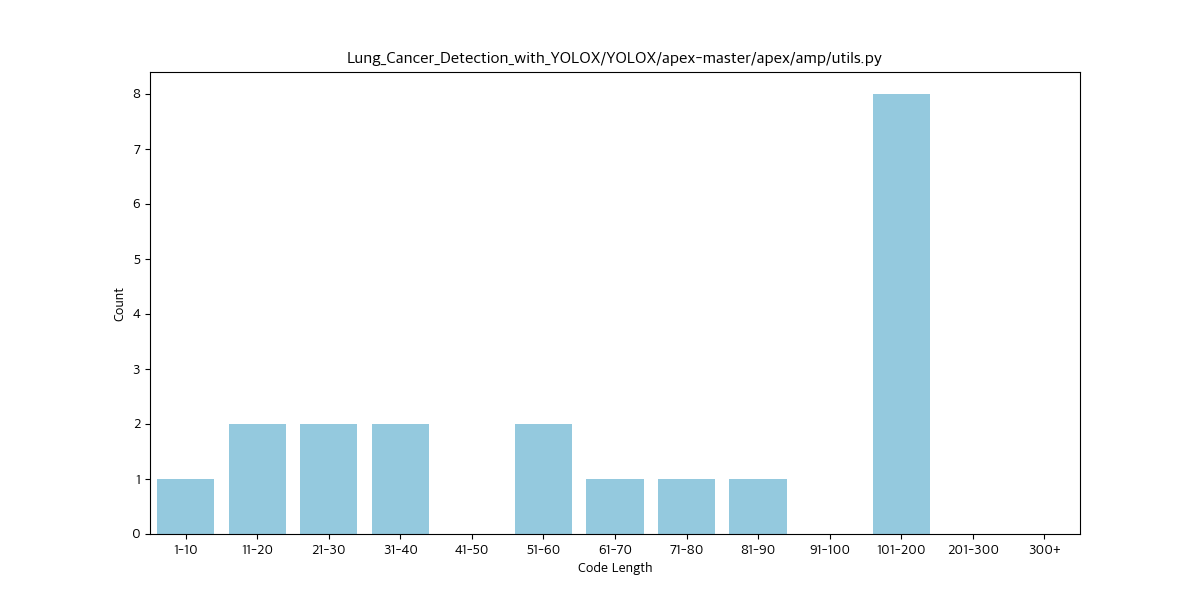 Lung_Cancer_Detection_with_YOLOX/YOLOX/apex-master/apex/amp/utils.py
8
7
6
5
4
3
2
1
0
Count
1-10 11-20 21-30 31-40 41-50 51-60 61-70 71-80 81-90 91-100 101-200 201-300 300+
Code Length